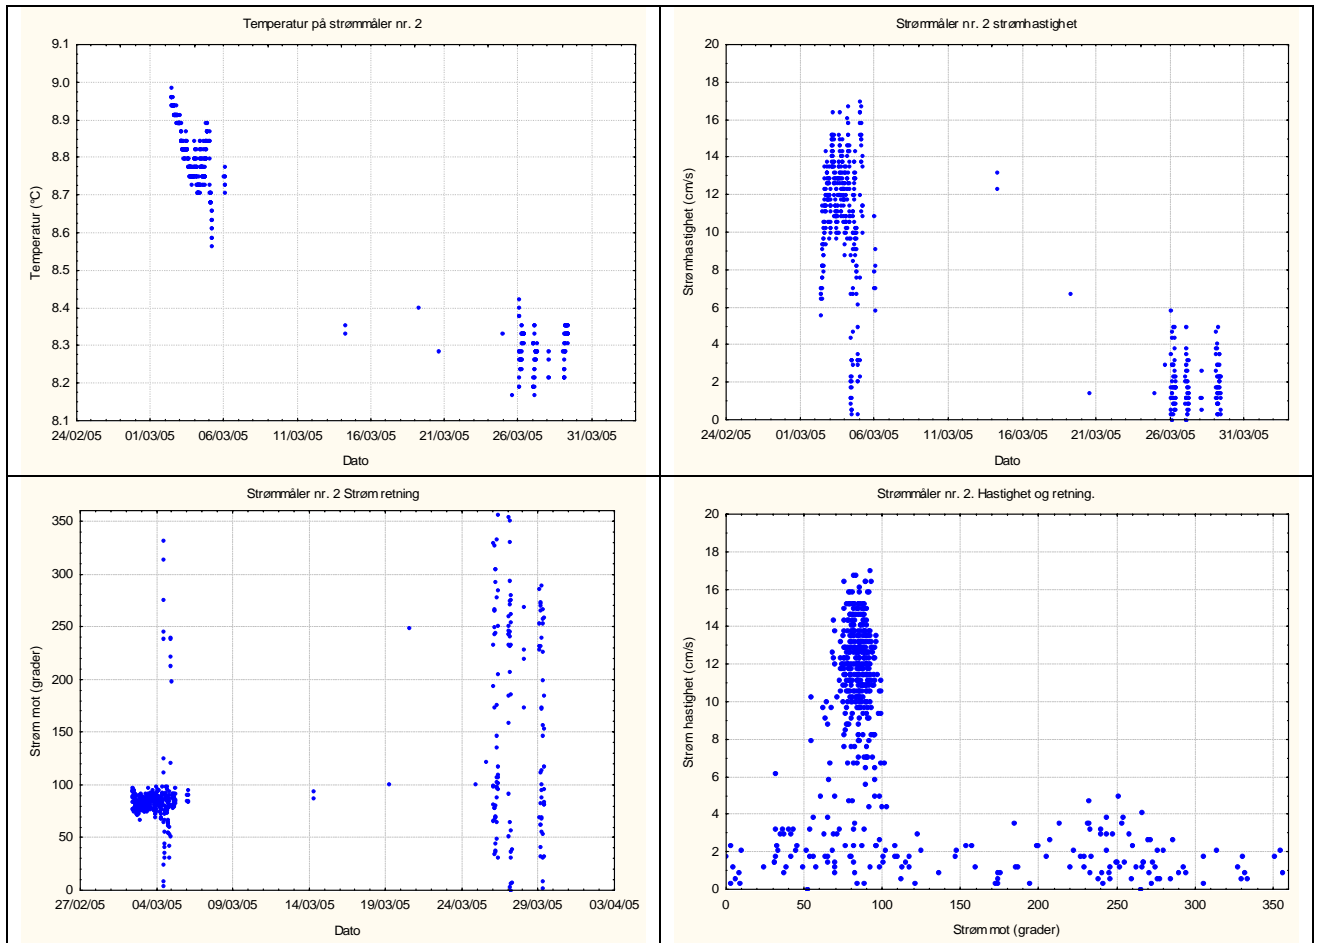 Temperatur på strømmåler nr. 2
9.1
9.0
8.9
8.8
8.7
8.6
8.5
8.4
8.3
8.2
8.1
Temperatur (°C)
24/02/05 01/03/05 06/03/05 11/03/05 16/03/05 21/03/05 26/03/05 31/03/05
Dato
Strømmåler nr. 2 strømhastighet
20
18
16
14
12
10
8
6
4
2
0
Strømhastighet (cm/s)
24/02/05 01/03/05 06/03/05 11/03/05 16/03/05 21/03/05 26/03/05 31/03/05
Dato
Strømmåler nr. 2 Strøm retning
350
300
250
200
150
100
50
0
Strøm mot (grader)
27/02/05 04/03/05 09/03/05 14/03/05 19/03/05 24/03/05 29/03/05 03/04/05
Dato
Strømmåler nr. 2. Hastighet og retning.
20
18
16
14
12
10
8
6
4
2
0
Strøm hastighet (cm/s)
0 50 100 150 200 250 300 350
Strøm mot (grader)